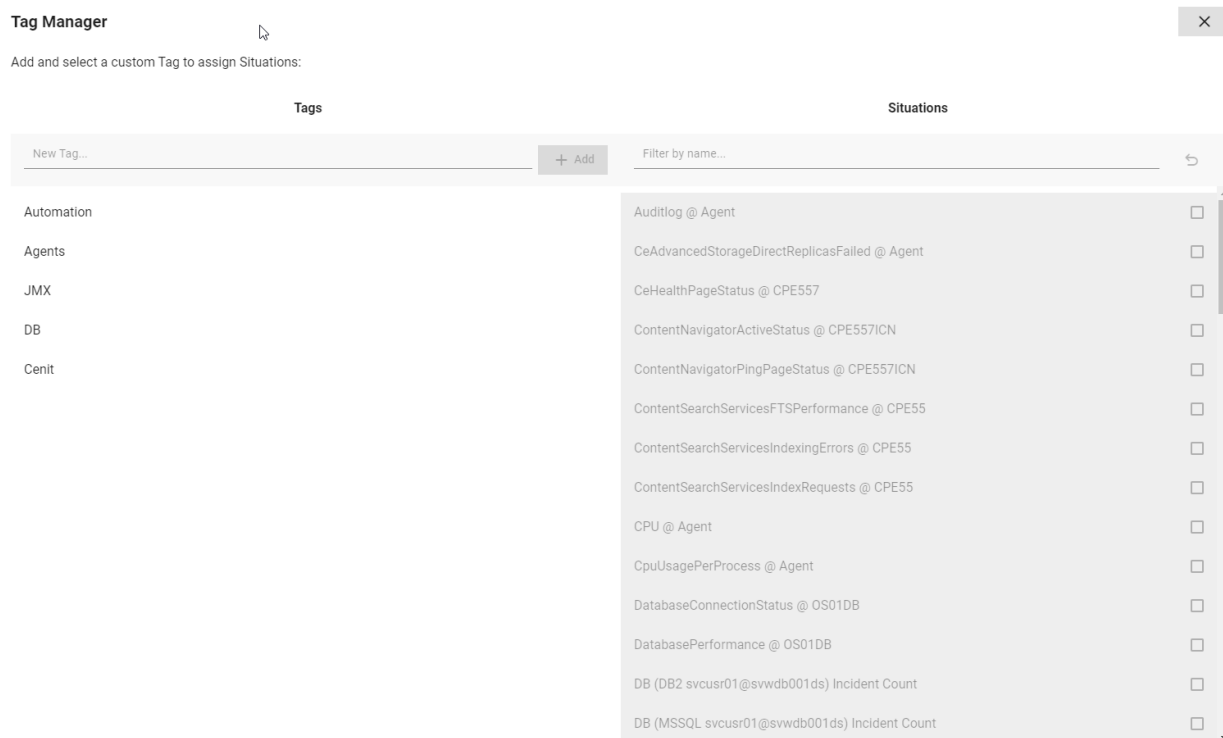 Tag Manager
Add and select a custom Tag to assign Situations:
Tags
Situations
New Tag...
Add
Filter by name...
Automation
Auditlog @ Agent
Agents
CeAdvancedStorageDirectReplicasFailed @ Agent
JMX
CeHealthPageStatus @ CPE557
DB
ContentNavigatorActiveStatus @ CPE557ICN
Cenit
ContentNavigatorPingPageStatus @ CPE557ICN
ContentSearchServicesFTSPerformance @ CPE55
ContentSearchServicesIndexingErrors @ CPE55
ContentSearchServicesIndexRequests @ CPE55
CPU @ Agent
CpuUsagePerProcess @ Agent
DatabaseConnectionStatus @ OS01DB
DatabasePerformance @ OS01DB
DB (DB2 svcusr01@svwdb001ds) Incident Count
DB (MSSQL svcusr01@svwdb001ds) Incident Count